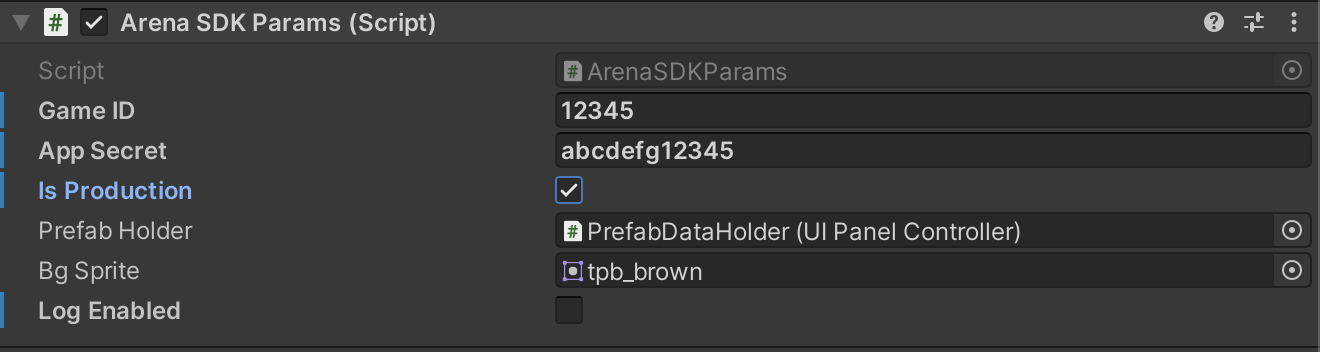 Arena SDK Params (Script)
Script ArenaSDKParams
Game ID 12345
App Secret abcdefg12345
Is Production
Prefab Holder PrefabDataHolder (UI Panel Controller)
Bg Sprite tpb_brown
Log Enabled